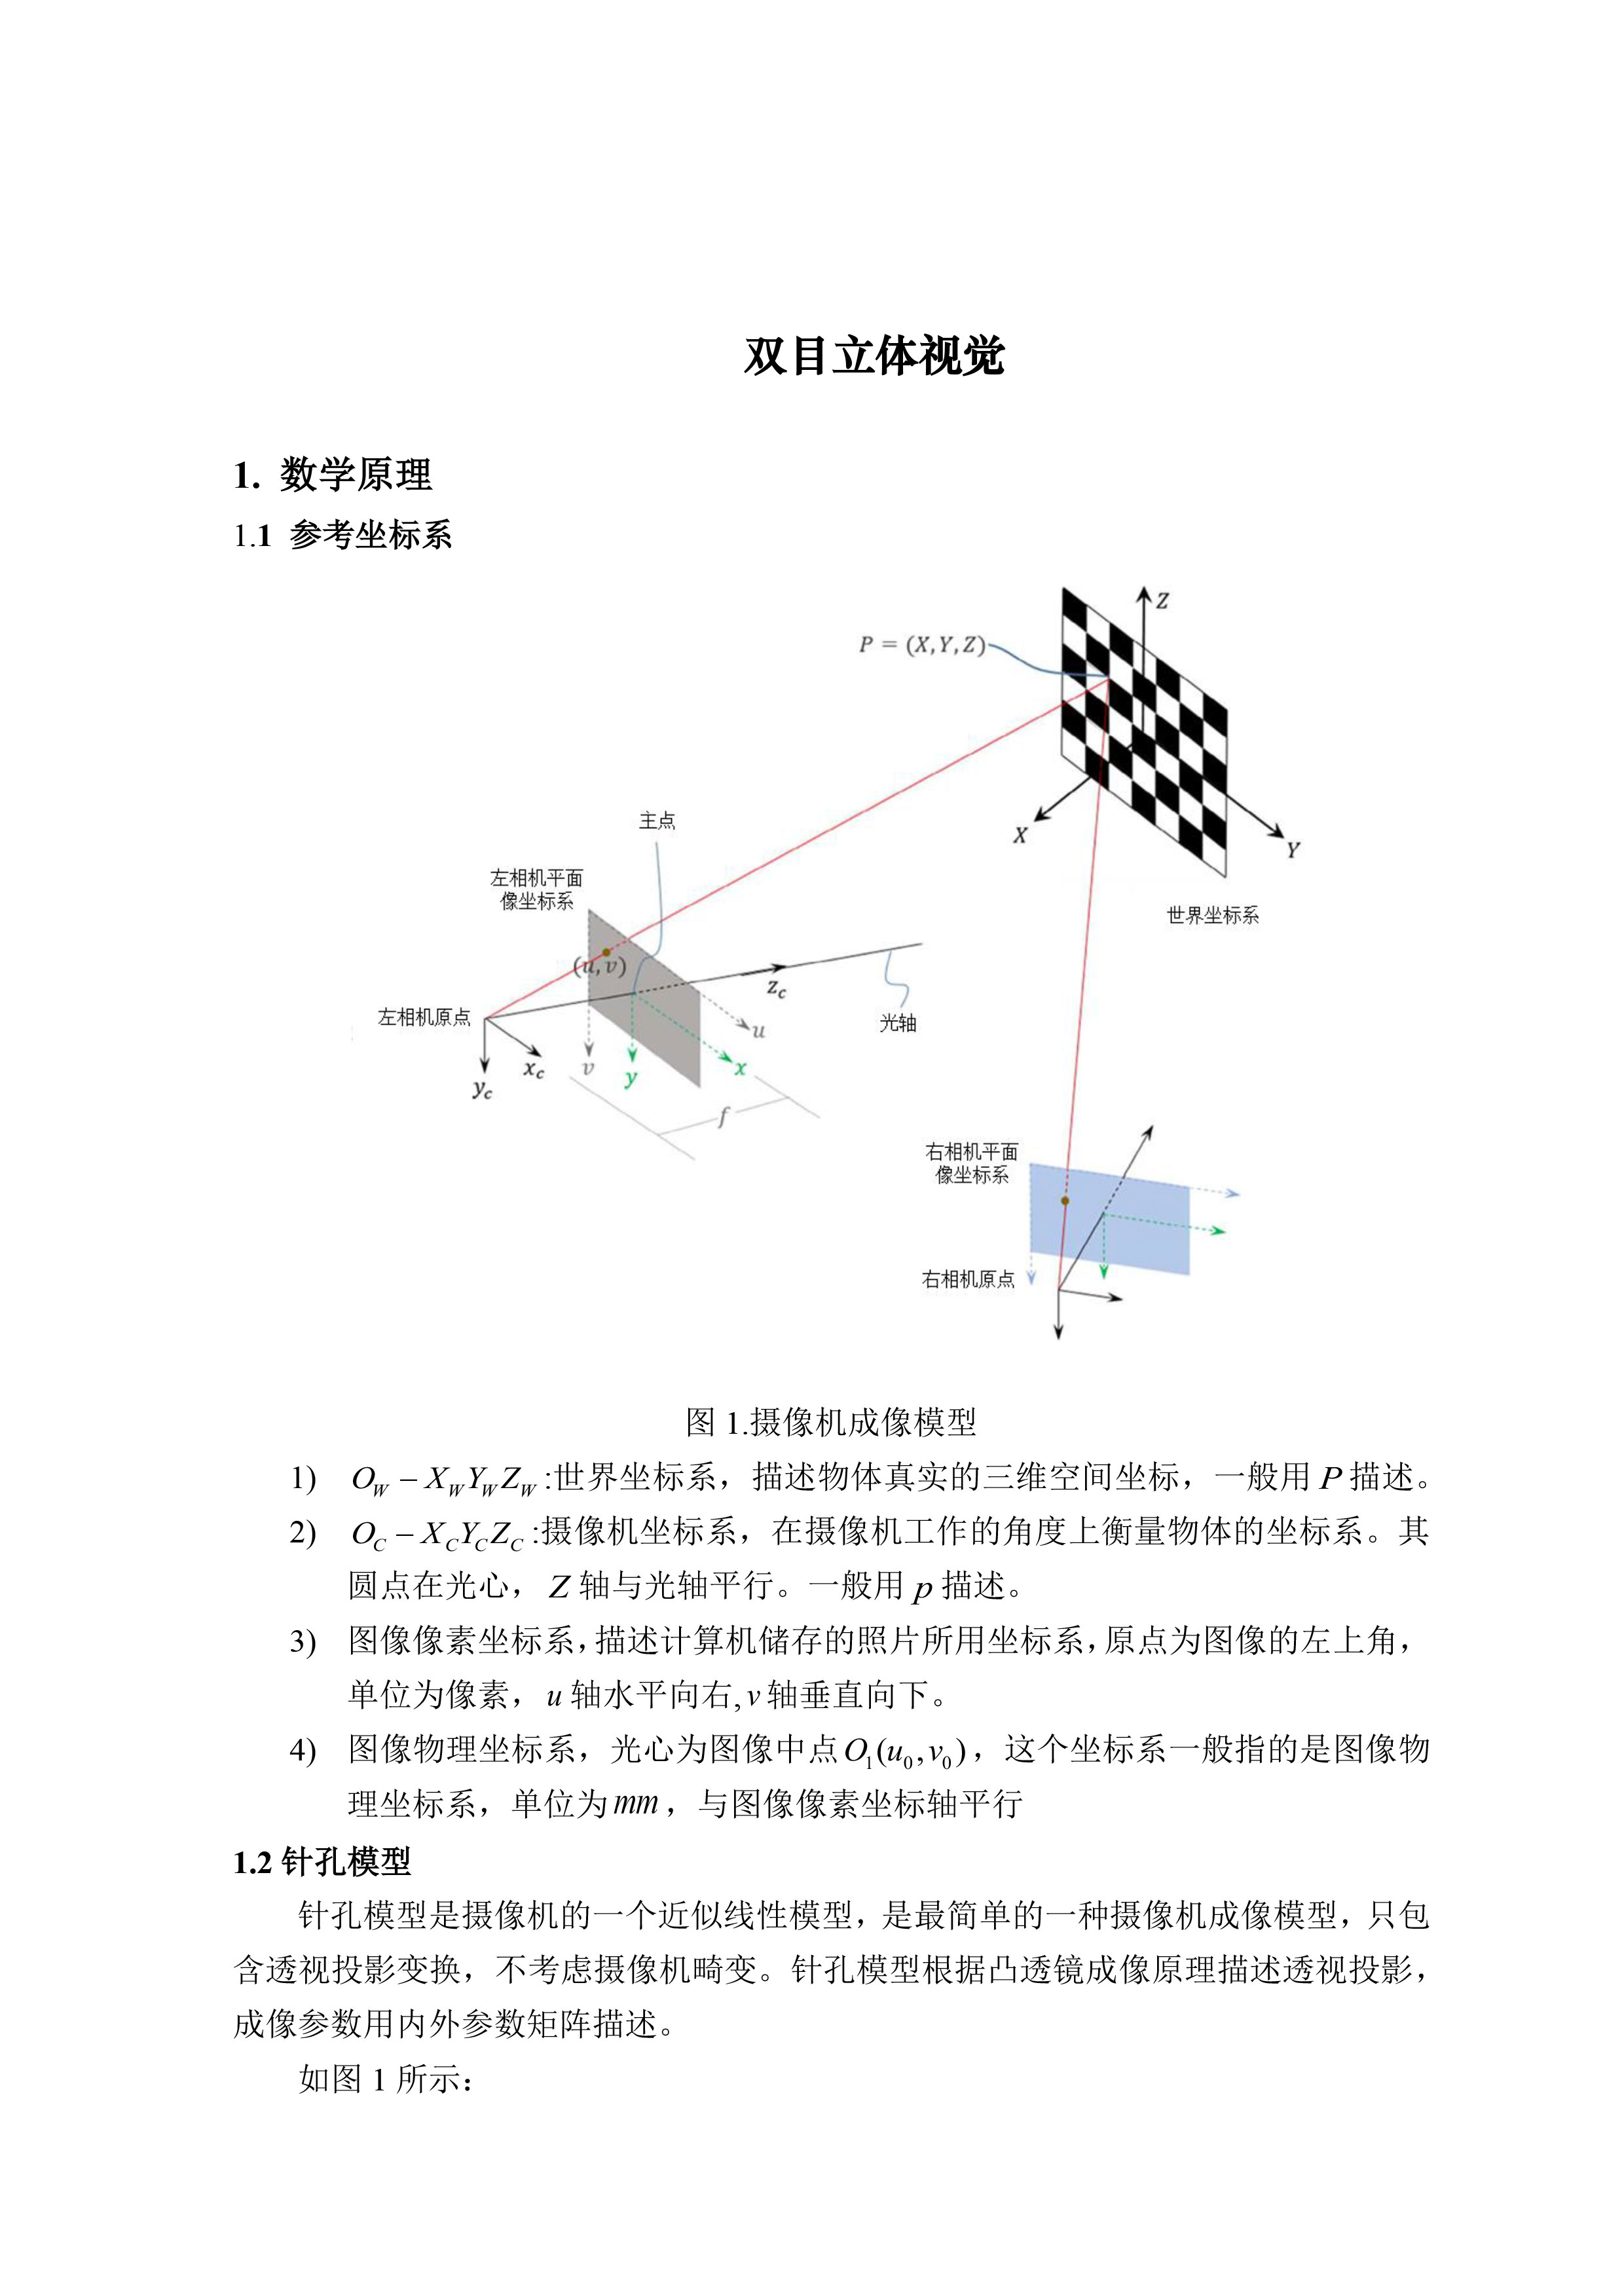 双目立体视觉
1. 数学原理
1.1 参考坐标系
Z
P = (X,Y,Z)
X
Y
世界坐标系
主点
左相机平面
像坐标系
(u,v)
z_c
光轴
左相机原点
u
x_c
v
x
y
y_c
f
右相机平面
像坐标系
右相机原点
图 1.摄像机成像模型
1) O_W − X_W Y_W Z_W :世界坐标系，描述物体真实的三维空间坐标，一般用 P 描述。
2) O_C − X_C Y_C Z_C :摄像机坐标系，在摄像机工作的角度上衡量物体的坐标系。其
圆点在光心， Z 轴与光轴平行。一般用 p 描述。
3) 图像像素坐标系，描述计算机储存的照片所用坐标系，原点为图像的左上角，
单位为像素， u 轴水平向右,v 轴垂直向下。
4) 图像物理坐标系，光心为图像中点 O_1(u_0,v_0)，这个坐标系一般指的是图像物
理坐标系，单位为 mm ，与图像像素坐标轴平行
1.2 针孔模型
针孔模型是摄像机的一个近似线性模型，是最简单的一种摄像机成像模型，只包
含透视投影变换，不考虑摄像机畸变。针孔模型根据凸透镜成像原理描述透视投影，
成像参数用内外参数矩阵描述。
如图 1 所示：